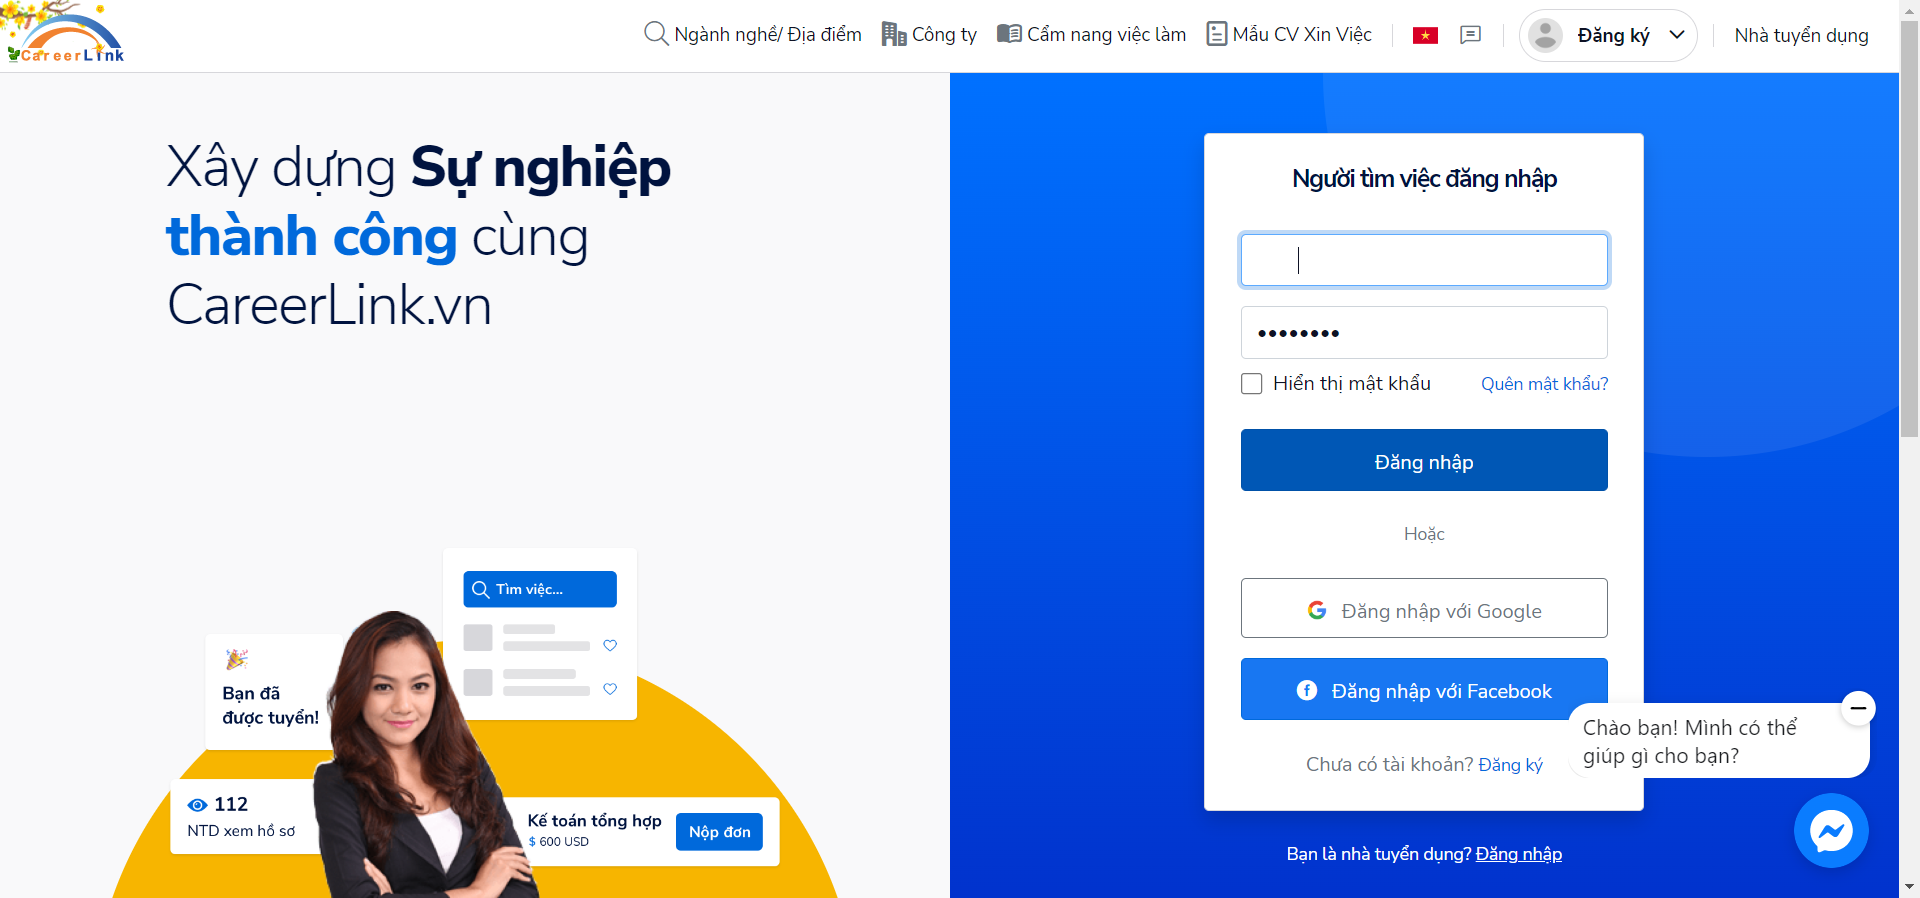 CareerLink
Ngành nghề/ Địa điểm
Công ty
Cẩm nang việc làm
Mẫu CV Xin Việc
Đăng ký
Nhà tuyển dụng
Xây dựng Sự nghiệp
thành công cùng
CareerLink.vn
Tìm việc...
Bạn đã
được tuyển!
112
NTD xem hồ sơ
Kế toán tổng hợp
$ 600 USD
Nộp đơn
Người tìm việc đăng nhập
••••••••
Hiển thị mật khẩu
Quên mật khẩu?
Đăng nhập
Hoặc
Đăng nhập với Google
Đăng nhập với Facebook
Chưa có tài khoản? Đăng ký
Bạn là nhà tuyển dụng? Đăng nhập
Chào bạn! Mình có thể
giúp gì cho bạn?